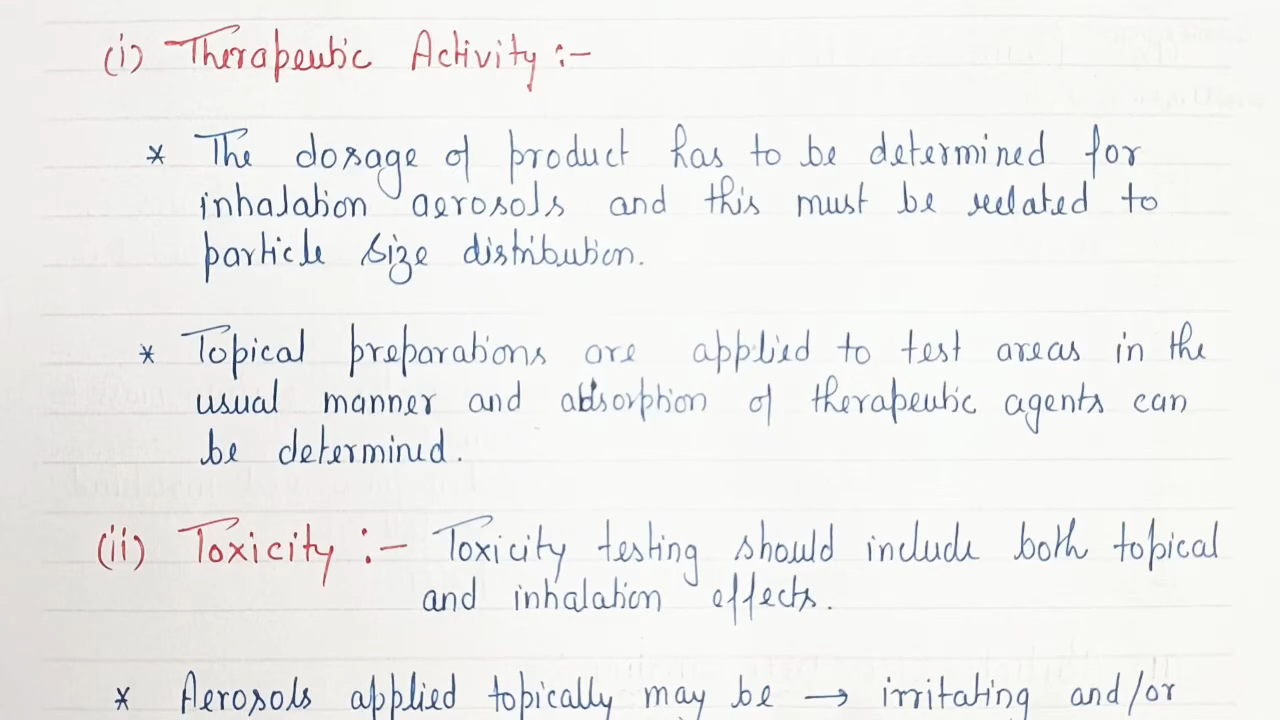 (i) Therapeutic Activity :-
* The dosage of product has to be determined for
inhalation aerosols and this must be related to
particle size distribution.
* Topical preparations are applied to test areas in the
usual manner and absorption of therapeutic agents can
be determined.
(ii) Toxicity :- Toxicity testing should include both topical
and inhalation effects.
* Aerosols applied topically may be → irritating and/or